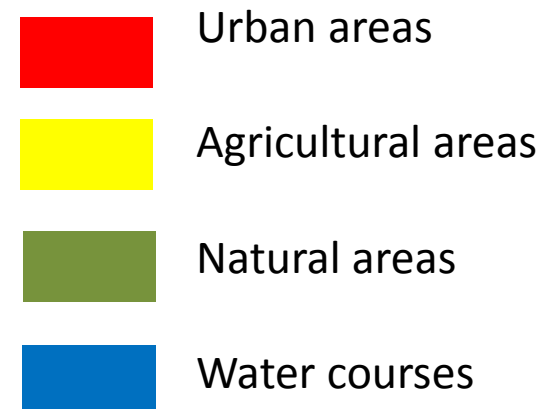 Urban areas
Agricultural areas
Natural areas
Water courses